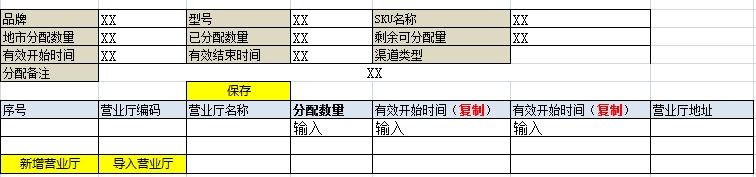 品牌 XX 型号 XX SKU名称 XX
地市分配数量 XX 已分配数量 XX 剩余可分配量 XX
有效开始时间 XX 有效结束时间 XX 渠道类型
分配备注 XX
保存
序号 营业厅编码 营业厅名称 分配数量 有效开始时间（复制） 有效开始时间（复制） 营业厅地址
输入 输入 输入
新增营业厅 导入营业厅